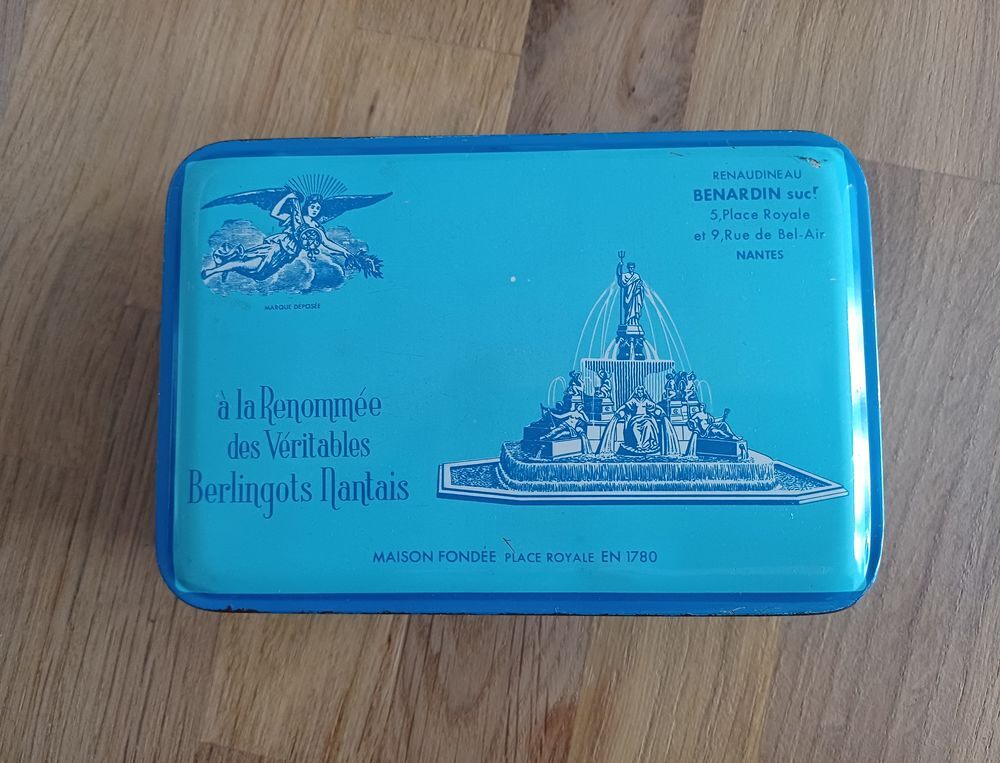 RENAUDINEAU
BENARDIN sucʳ
5,Place Royale
et 9,Rue de Bel-Air
NANTES
MARQUE DÉPOSÉE
à la Renommée
des Véritables
Berlingots Nantais
MAISON FONDÉE PLACE ROYALE EN 1780